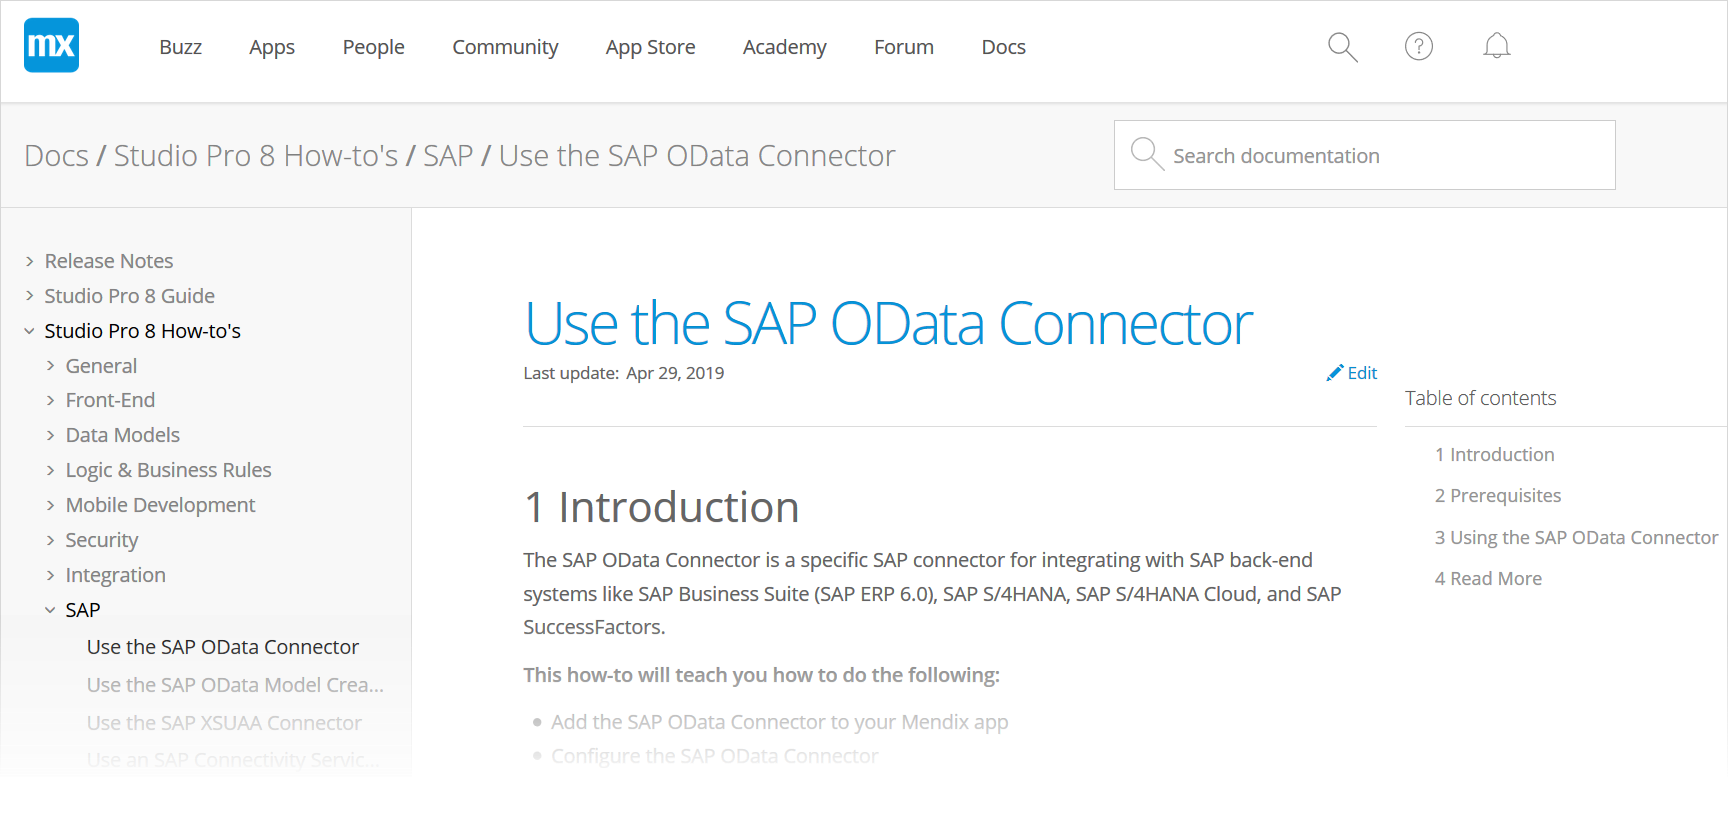 mx
Buzz Apps People Community App Store Academy Forum Docs
?
Docs / Studio Pro 8 How-to's / SAP / Use the SAP OData Connector
Search documentation
Release Notes
Studio Pro 8 Guide
Studio Pro 8 How-to's
General
Front-End
Data Models
Logic & Business Rules
Mobile Development
Security
Integration
SAP
Use the SAP OData Connector
Use the SAP OData Model Crea...
Use the SAP XSUAA Connector
Use an SAP Connectivity Servic...
Use the SAP OData Connector
Last update: Apr 29, 2019
Edit
1 Introduction
The SAP OData Connector is a specific SAP connector for integrating with SAP back-end
systems like SAP Business Suite (SAP ERP 6.0), SAP S/4HANA, SAP S/4HANA Cloud, and SAP
SuccessFactors.
This how-to will teach you how to do the following:
• Add the SAP OData Connector to your Mendix app
• Configure the SAP OData Connector
Table of contents
1 Introduction
2 Prerequisites
3 Using the SAP OData Connector
4 Read More